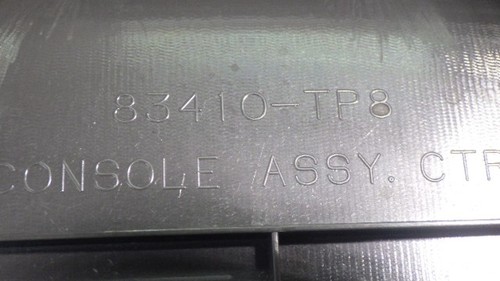 83410-TP8
CONSOLE ASSY. CTR